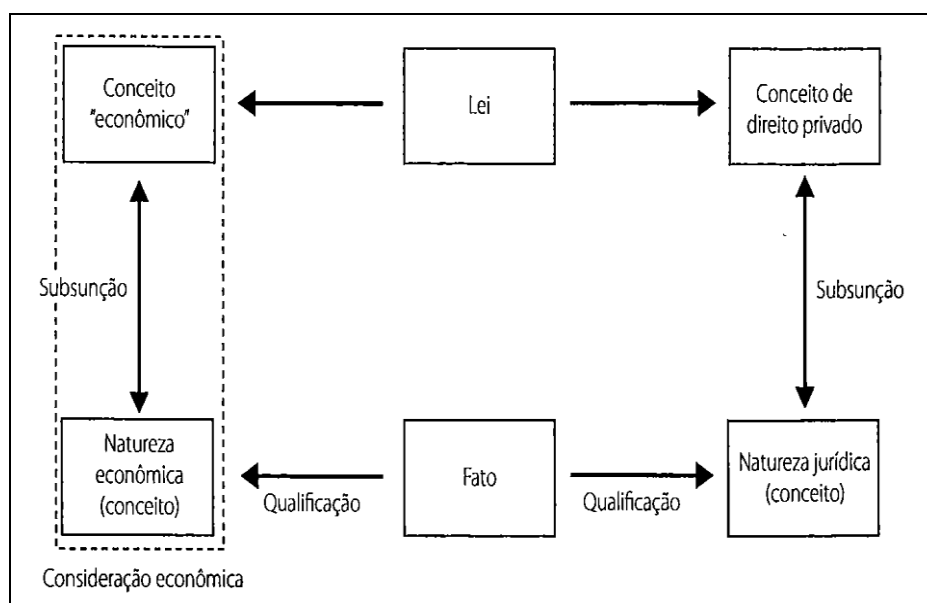 Conceito
"econômico"
Lei
Conceito de
direito privado
Subsunção
Subsunção
Natureza
econômica
(conceito)
Qualificação
Fato
Qualificação
Natureza jurídica
(conceito)
Consideração econômica